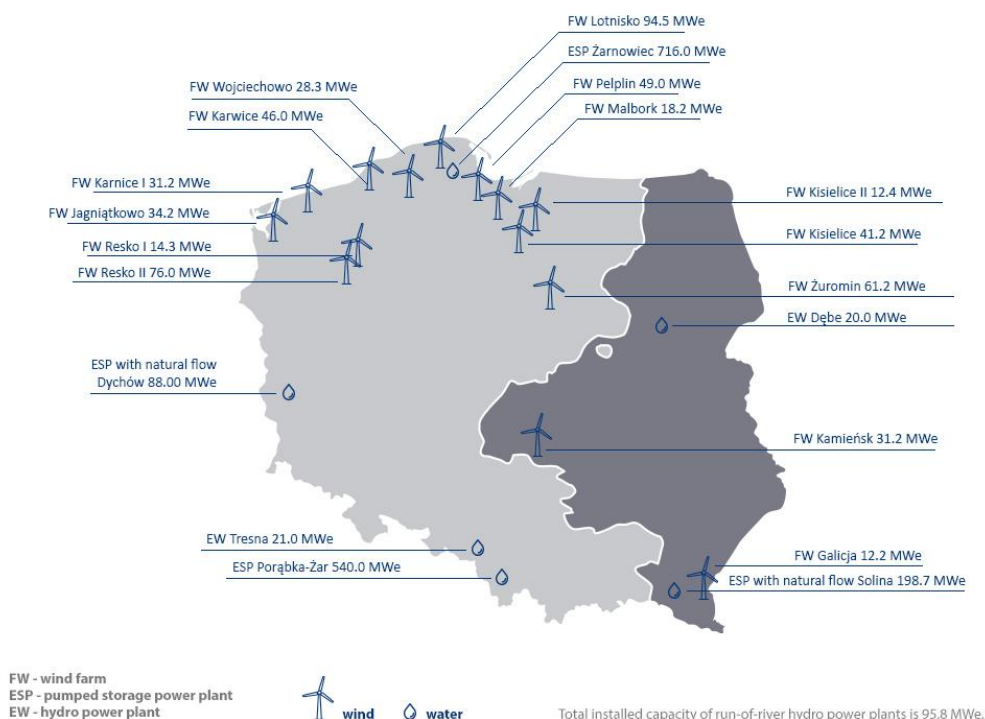 FW Lotnisko 94.5 MWe
ESP Żarnowiec 716.0 MWe
FW Pelplin 49.0 MWe
FW Malbork 18.2 MWe
FW Wojciechowo 28.3 MWe
FW Karwice 46.0 MWe
FW Karnice I 31.2 MWe
FW Jagniątkowo 34.2 MWe
FW Resko I 14.3 MWe
FW Resko II 76.0 MWe
FW Kisielice II 12.4 MWe
FW Kisielice 41.2 MWe
FW Żuromin 61.2 MWe
EW Dębe 20.0 MWe
ESP with natural flow
Dychów 88.00 MWe
FW Kamieńsk 31.2 MWe
EW Tresna 21.0 MWe
ESP Porąbka-Żar 540.0 MWe
FW Galicja 12.2 MWe
ESP with natural flow Solina 198.7 MWe
FW - wind farm
ESP - pumped storage power plant
EW - hydro power plant
wind
water
Total installed capacity of run-of-river hydro power plants is 95.8 MWe.